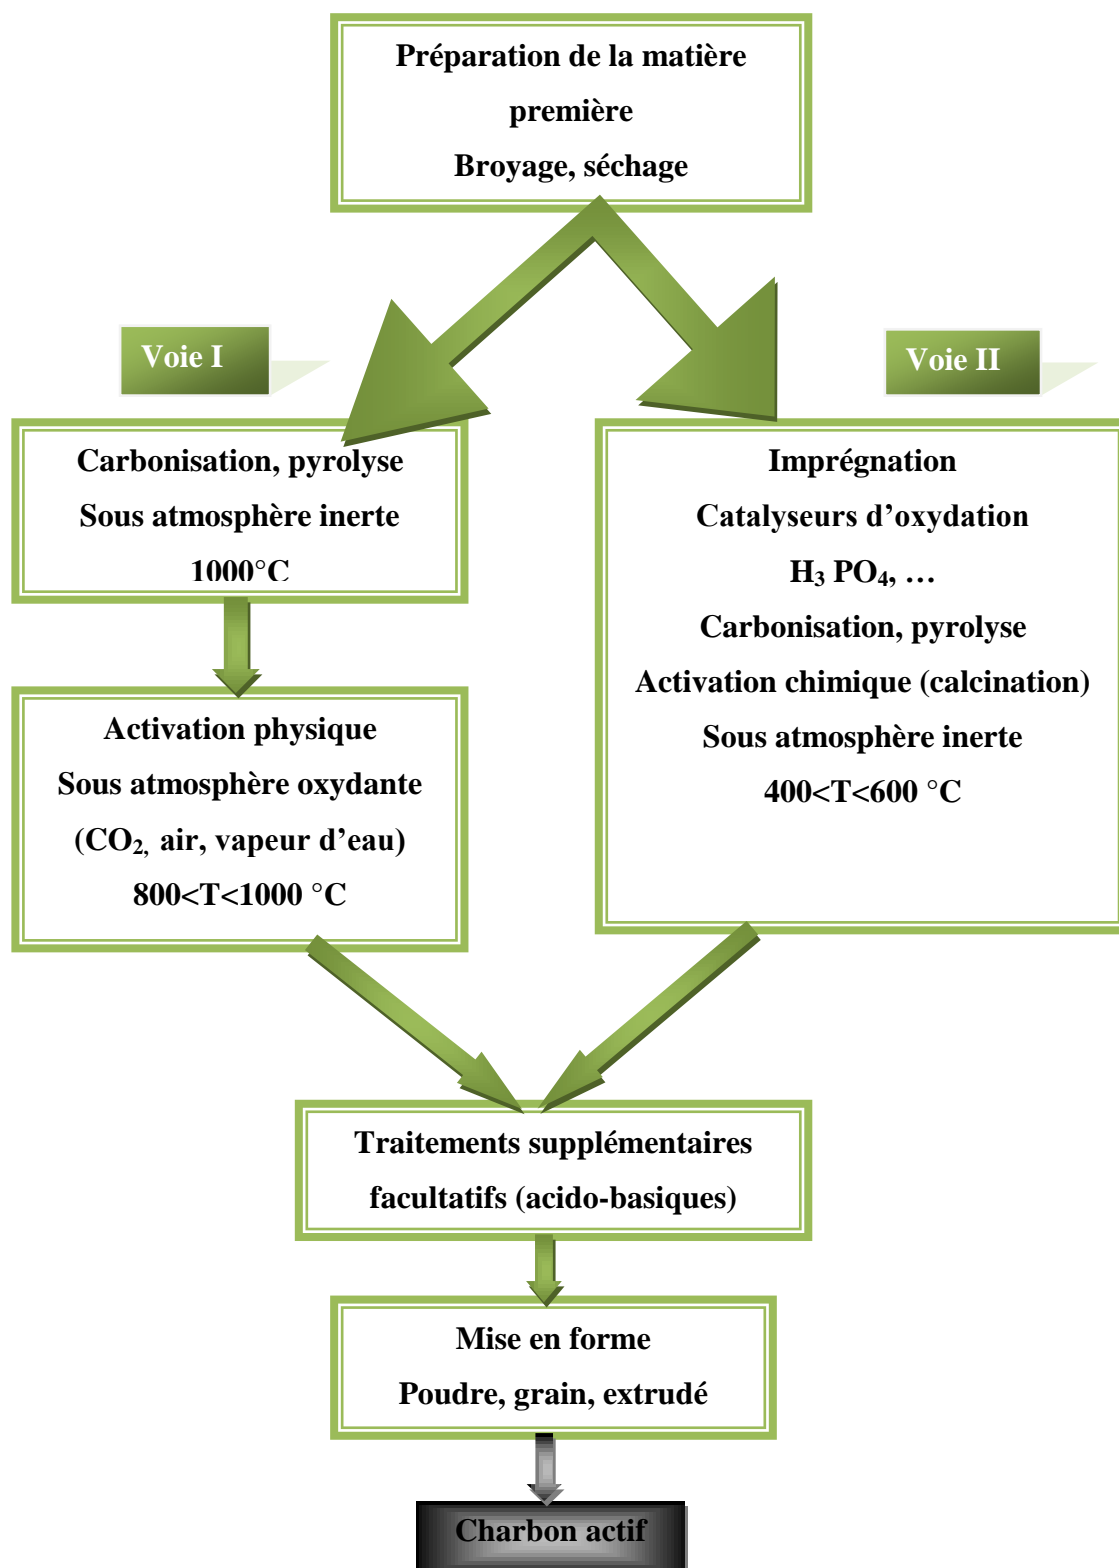 Préparation de la matière
première
Broyage, séchage
Voie I
Voie II
Carbonisation, pyrolyse
Sous atmosphère inerte
1000°C
Activation physique
Sous atmosphère oxydante
(CO₂, air, vapeur d’eau)
800<T<1000 °C
Imprégnation
Catalyseurs d’oxydation
H₃ PO₄, …
Carbonisation, pyrolyse
Activation chimique (calcination)
Sous atmosphère inerte
400<T<600 °C
Traitements supplémentaires
facultatifs (acido-basiques)
Mise en forme
Poudre, grain, extrudé
Charbon actif